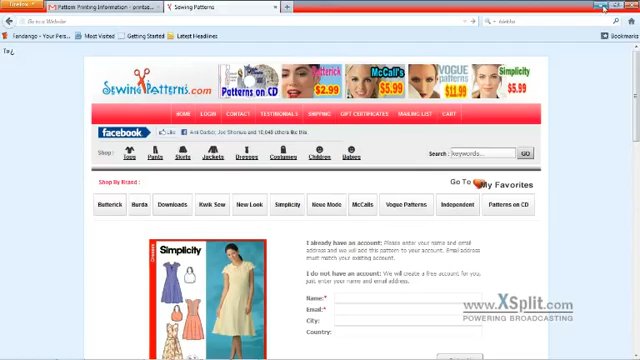 Firefox
Pattern Printing Information - printse...
Sewing Patterns
Go to a Website
Fandango - Your Pers...
Most Visited
Getting Started
Latest Headlines
Bookmarks
SewingPatterns.com
Patterns on CD
Butterick
$2.99
McCall's
$5.99
VOGUE
PATTERNS
$11.99
Simplicity
$5.99
HOME LOGIN CONTACT TESTIMONIALS SHIPPING GIFT CERTIFICATES MAILING LIST CART
facebook
Like
others like this.
Shop :
Tops Pants Skirts Jackets Dresses Costumes Children Babies
Search : keywords... GO
Shop By Brand :
Go To My Favorites
Butterick Burda Downloads Kwik Sew New Look Simplicity Neue Mode McCalls Vogue Patterns Independent Patterns on CD
Dresses
Simplicity
I already have an account: Please enter your name and email
address and we will add this pattern to your account. Email address
must match your existing account.
I do not have an account: We will create a free account for you,
just enter your name and email address.
Name:*
Email:*
City:
Country:
www.XSplit.com
POWERING BROADCASTING